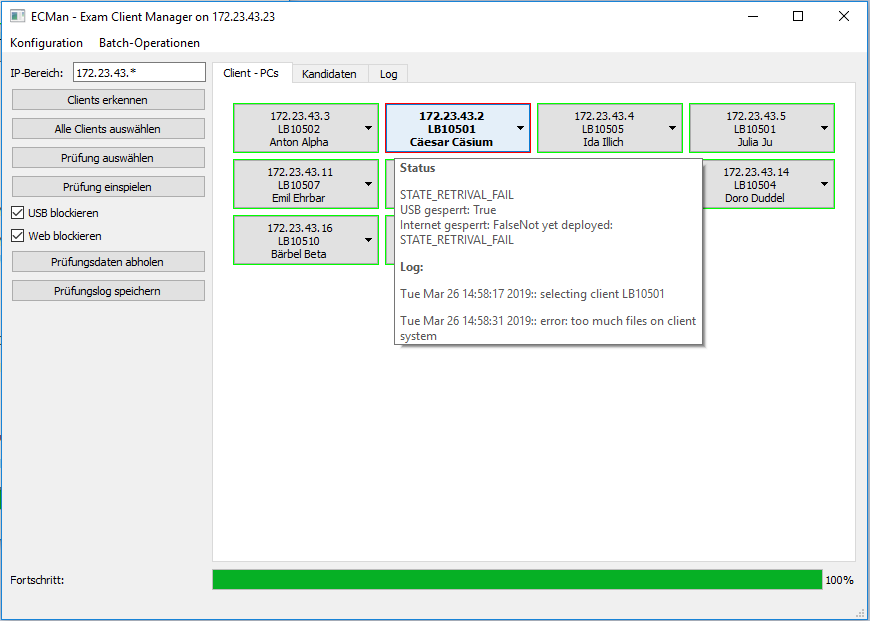 ECMan - Exam Client Manager on 172.23.43.23
Konfiguration Batch-Operationen
IP-Bereich: 172.23.43.*
Clients erkennen
Alle Clients auswählen
Prüfung auswählen
Prüfung einspielen
USB blockieren
Web blockieren
Prüfungsdaten abholen
Prüfungslog speichern
Client - PCs Kandidaten Log
172.23.43.3
LB10502
Anton Alpha
172.23.43.2
LB10501
Cäesar Cäsium
172.23.43.4
LB10505
Ida Illich
172.23.43.5
LB10501
Julia Ju
172.23.43.11
LB10507
Emil Ehrbar
172.23.43.14
LB10504
Doro Duddel
172.23.43.16
LB10510
Bärbel Beta
Status
STATE_RETRIVAL_FAIL
USB gesperrt: True
Internet gesperrt: FalseNot yet deployed:
STATE_RETRIVAL_FAIL
Log:
Tue Mar 26 14:58:17 2019:: selecting client LB10501
Tue Mar 26 14:58:31 2019:: error: too much files on client
system
Fortschritt: 100%